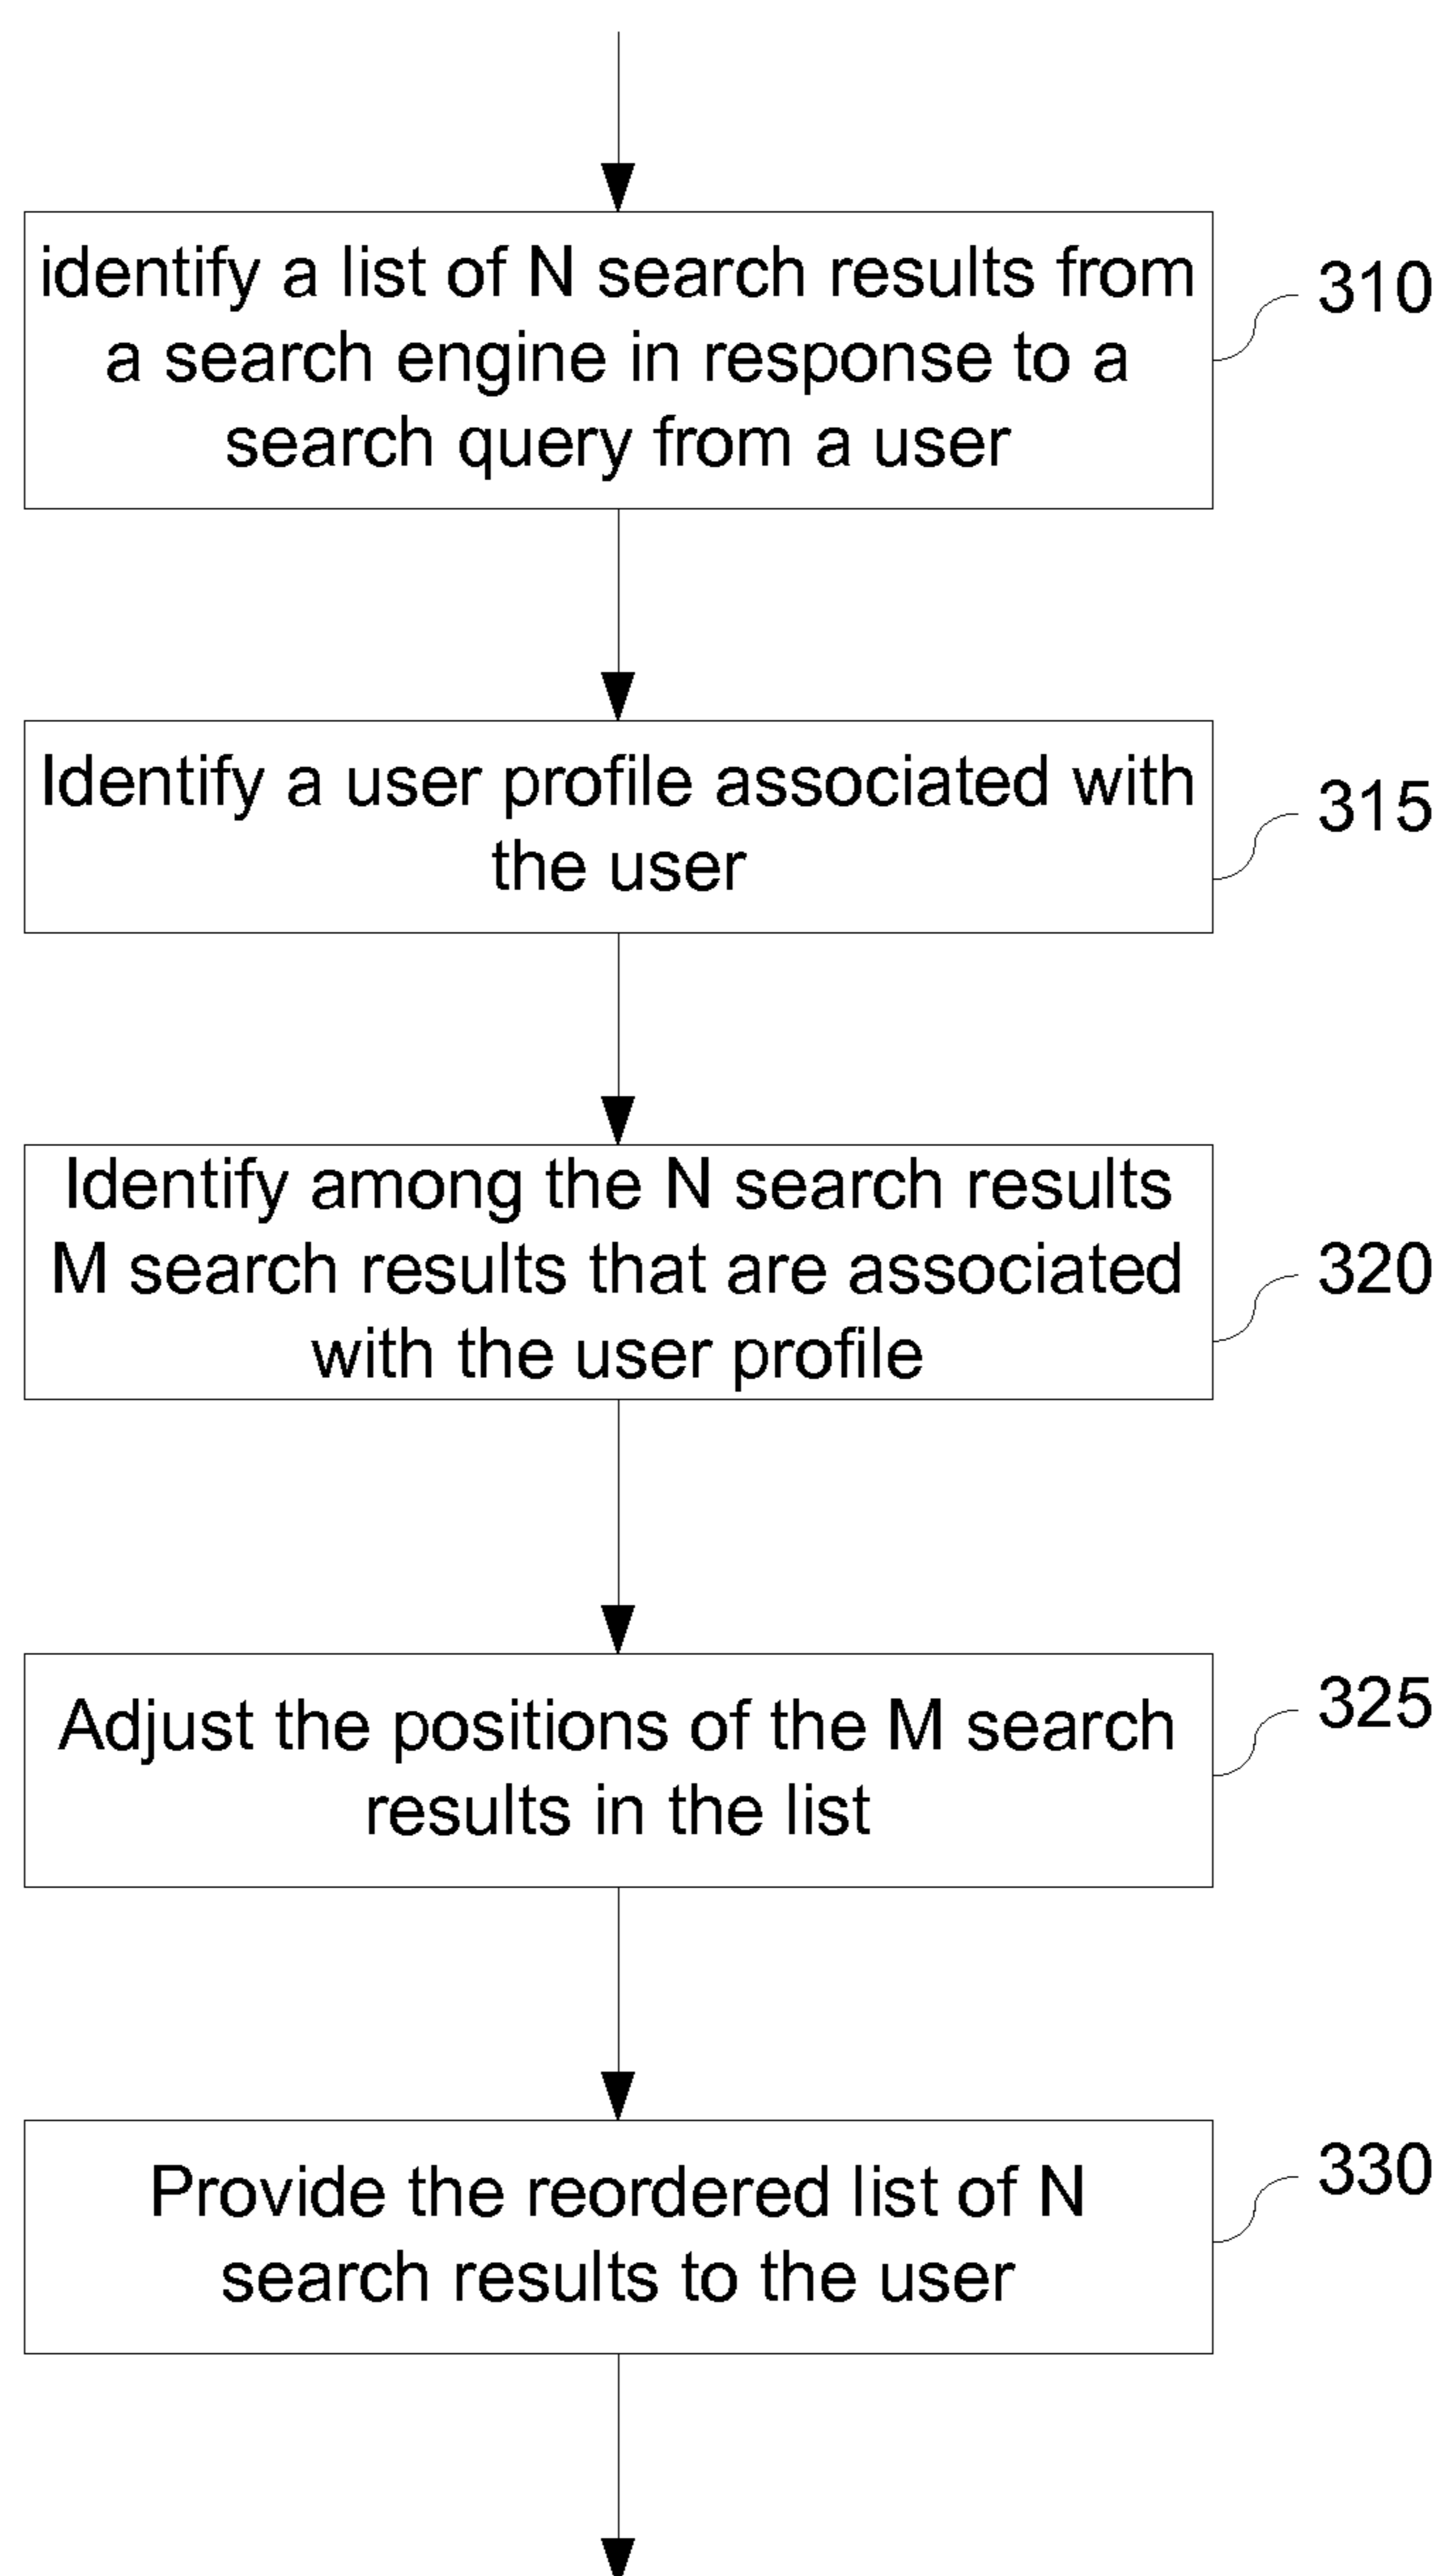 identify a list of N search results from
a search engine in response to a
search query from a user
310
Identify a user profile associated with
the user
315
Identify among the N search results
M search results that are associated
with the user profile
320
Adjust the positions of the M search
results in the list
325
Provide the reordered list of N
search results to the user
330